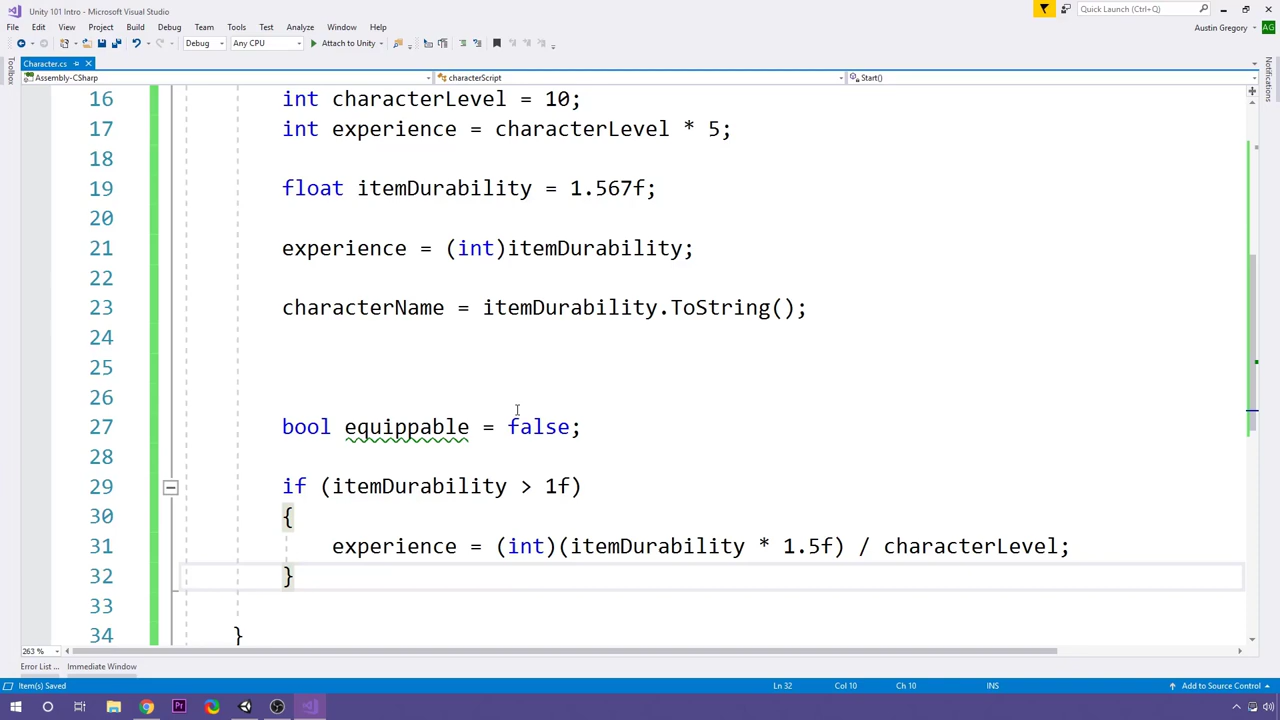 Unity 101 Intro - Microsoft Visual Studio
Quick Launch (Ctrl+Q)
File Edit View Project Build Debug Team Tools Test Analyze Window Help
Austin Gregory AG
Debug Any CPU Attach to Unity
Character.cs
Toolbox
Notifications
Assembly-CSharp characterScript Start()
16 int characterLevel = 10;
17 int experience = characterLevel * 5;
18
19 float itemDurability = 1.567f;
20
21 experience = (int)itemDurability;
22
23 characterName = itemDurability.ToString();
24
25
26
27 bool equippable = false;
28
29 if (itemDurability > 1f)
30 {
31 experience = (int)(itemDurability * 1.5f) / characterLevel;
32 }
33
34 }
263 %
Error List ... Immediate Window
Item(s) Saved Ln 32 Col 10 Ch 10 INS Add to Source Control
Pr